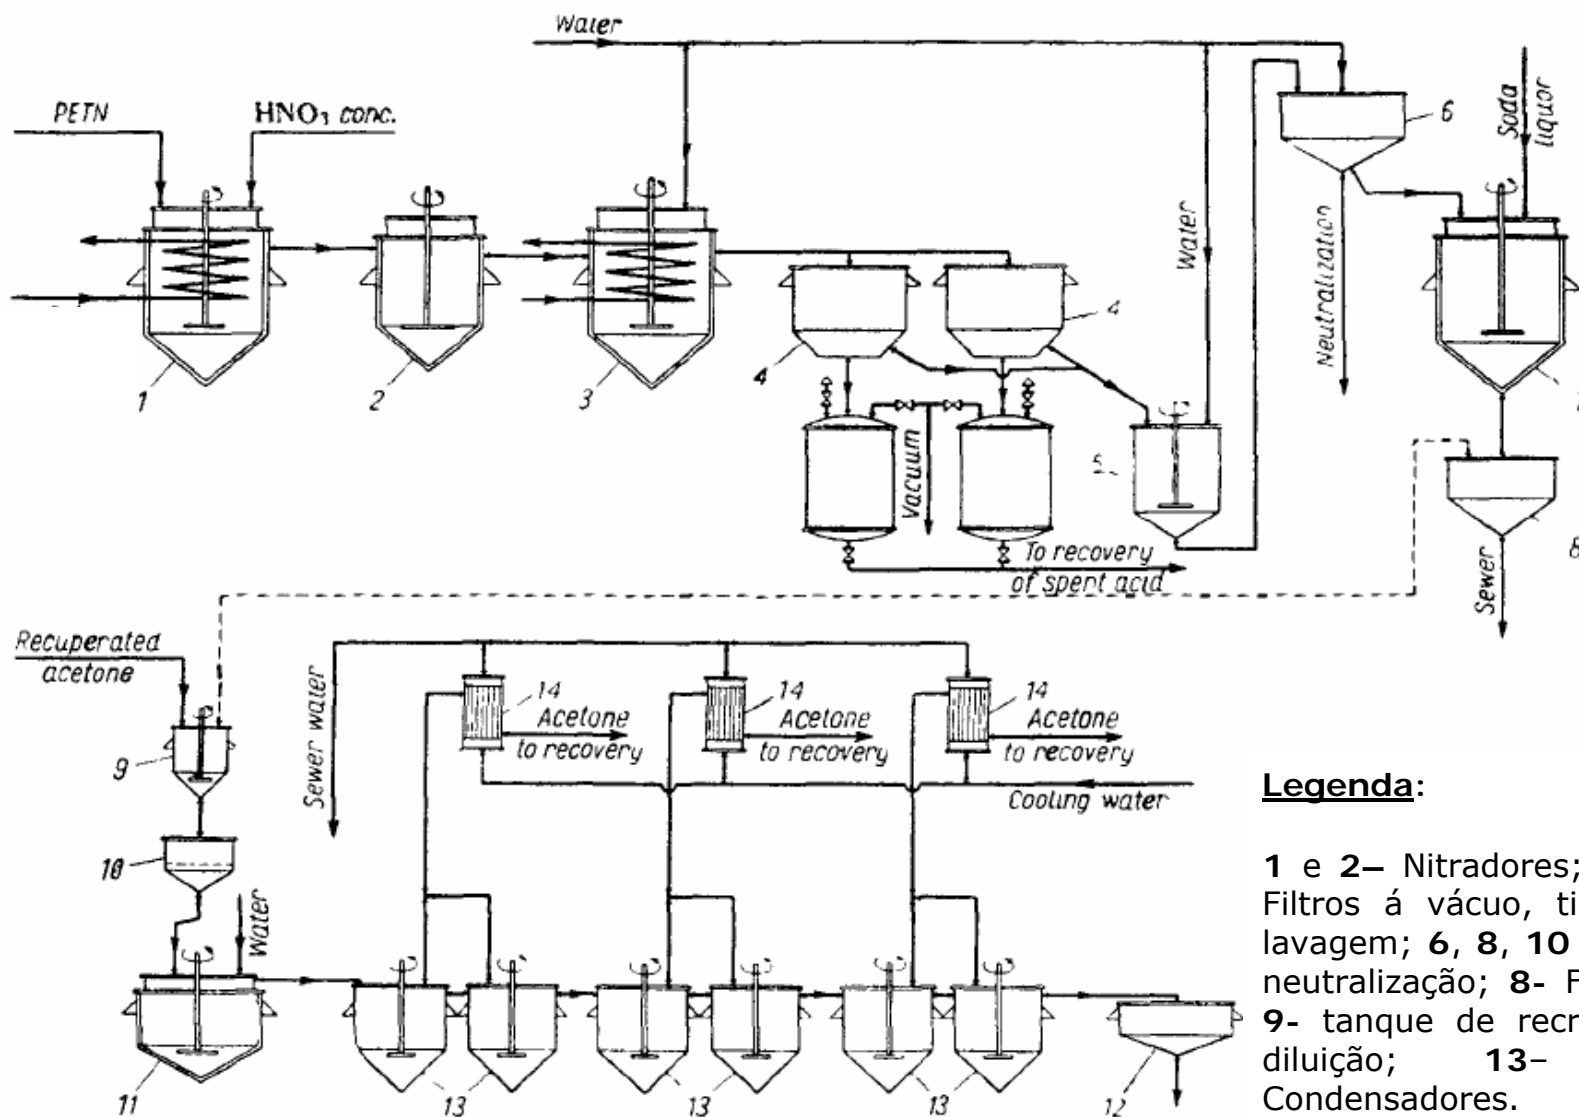 Water
PETN
HNO₃ conc.
6
Soda
liquor
Water
Neutralization
1
2
3
4
4
5
Vacuum
To recovery
of spent acid
8
Sewer
Recuperated
acetone
9
10
Water
11
Sewer water
14
Acetone
to recovery
14
Acetone
to recovery
14
Acetone
to recovery
Cooling water
13
13
13
12
Legenda:
1 e 2– Nitradores;
Filtros á vácuo, ti
lavagem; 6, 8, 10
neutralização; 8- F
9- tanque de recr
diluição; 13–
Condensadores.